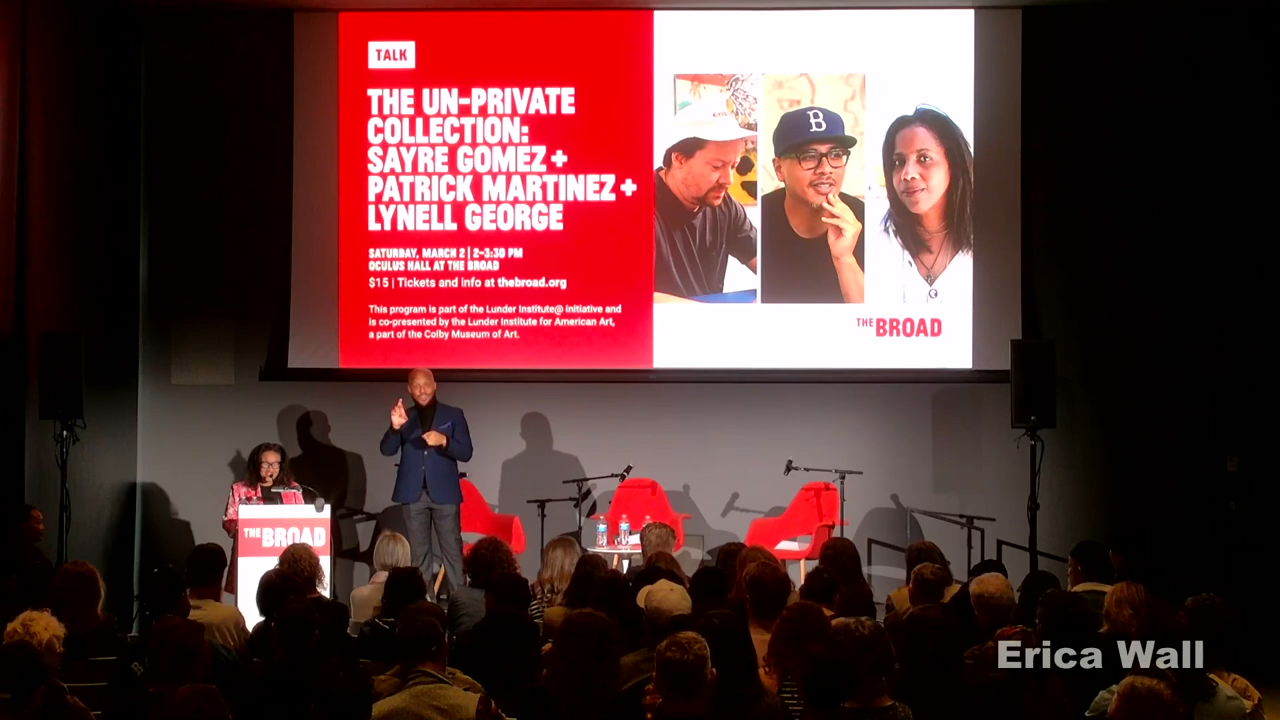 TALK
THE UN-PRIVATE
COLLECTION:
SAYRE GOMEZ +
PATRICK MARTINEZ +
LYNELL GEORGE
SATURDAY, MARCH 2 | 2–3:30 PM
OCULUS HALL AT THE BROAD
$15 | Tickets and info at thebroad.org
This program is part of the Lunder Institute@ initiative and
is co-presented by the Lunder Institute for American Art,
a part of the Colby Museum of Art.
B
THE BROAD
THE BROAD
Erica Wall